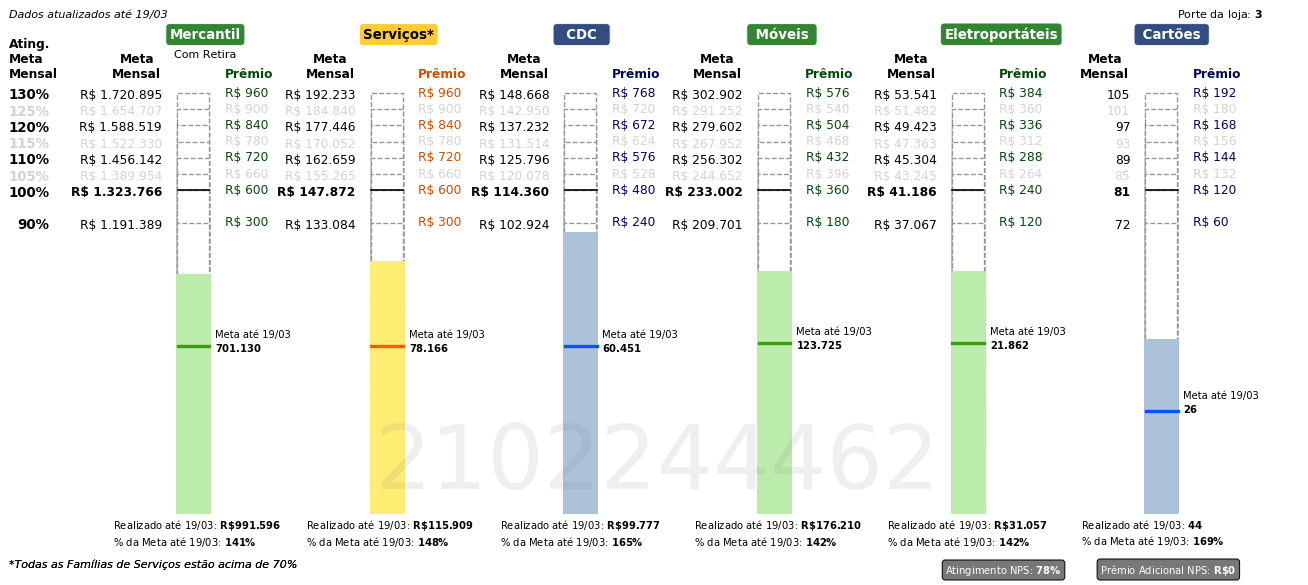 Dados atualizados até 19/03
Porte da loja: 3
Mercantil Serviços* CDC Móveis Eletroportáteis Cartões
Com Retira
Ating. Meta Mensal
Meta Mensal Prêmio Meta Mensal Prêmio Meta Mensal Prêmio Meta Mensal Prêmio Meta Mensal Prêmio Meta Mensal Prêmio
130% R$ 1.720.895 R$ 960 R$ 192.233 R$ 960 R$ 148.668 R$ 768 R$ 302.902 R$ 576 R$ 53.541 R$ 384 105 R$ 192
125% R$ 1.654.707 R$ 900 R$ 184.840 R$ 900 R$ 142.950 R$ 720 R$ 291.252 R$ 540 R$ 51.482 R$ 360 101 R$ 180
120% R$ 1.588.519 R$ 840 R$ 177.446 R$ 840 R$ 137.232 R$ 672 R$ 279.602 R$ 504 R$ 49.423 R$ 336 97 R$ 168
115% R$ 1.522.330 R$ 780 R$ 170.052 R$ 780 R$ 131.514 R$ 624 R$ 267.952 R$ 468 R$ 47.363 R$ 312 93 R$ 156
110% R$ 1.456.142 R$ 720 R$ 162.659 R$ 720 R$ 125.796 R$ 576 R$ 256.302 R$ 432 R$ 45.304 R$ 288 89 R$ 144
105% R$ 1.389.954 R$ 660 R$ 155.265 R$ 660 R$ 120.078 R$ 528 R$ 244.652 R$ 396 R$ 43.245 R$ 264 85 R$ 132
100% R$ 1.323.766 R$ 600 R$ 147.872 R$ 600 R$ 114.360 R$ 480 R$ 233.002 R$ 360 R$ 41.186 R$ 240 81 R$ 120
90% R$ 1.191.389 R$ 300 R$ 133.084 R$ 300 R$ 102.924 R$ 240 R$ 209.701 R$ 180 R$ 37.067 R$ 120 72 R$ 60
Meta até 19/03 Meta até 19/03 Meta até 19/03 Meta até 19/03 Meta até 19/03
701.130 78.166 60.451 123.725 21.862
Meta até 19/03
26
2102244462
Realizado até 19/03: R$991.596 Realizado até 19/03: R$115.909 Realizado até 19/03: R$99.777 Realizado até 19/03: R$176.210 Realizado até 19/03: R$31.057 Realizado até 19/03: 44
% da Meta até 19/03: 141% % da Meta até 19/03: 148% % da Meta até 19/03: 165% % da Meta até 19/03: 142% % da Meta até 19/03: 142% % da Meta até 19/03: 169%
*Todas as Famílias de Serviços estão acima de 70%
Atingimento NPS: 78% Prêmio Adicional NPS: R$0